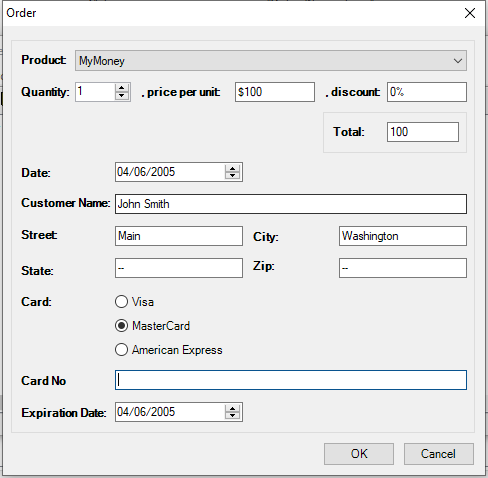 Order
Product: MyMoney
Quantity: 1 , price per unit: $100 , discount: 0%
Total: 100
Date: 04/06/2005
Customer Name: John Smith
Street: Main City: Washington
State: -- Zip: --
Card: Visa
MasterCard
American Express
Card No
Expiration Date: 04/06/2005
OK Cancel